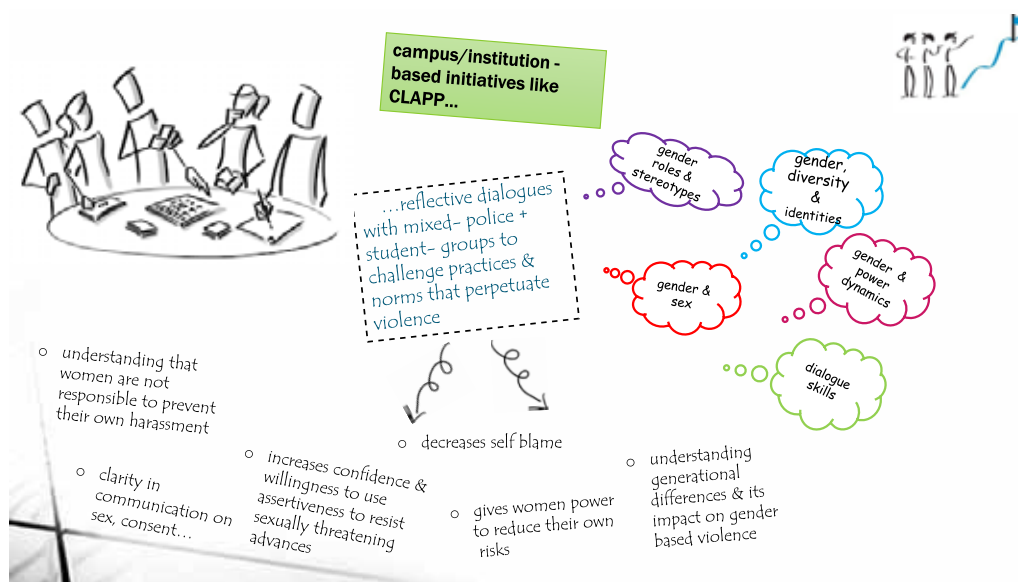 campus/institution -
based initiatives like
CLAPP...
...reflective dialogues
with mixed- police +
student- groups to
challenge practices &
norms that perpetuate
violence
gender
roles &
stereotypes
gender,
diversity
&
identities
gender &
sex
gender &
power
dynamics
dialogue
skills
understanding that
women are not
responsible to prevent
their own harassment
clarity in
communication on
sex, consent...
increases confidence &
willingness to use
assertiveness to resist
sexually threatening
advances
decreases self blame
gives women power
to reduce their own
risks
understanding
generational
differences & its
impact on gender
based violence